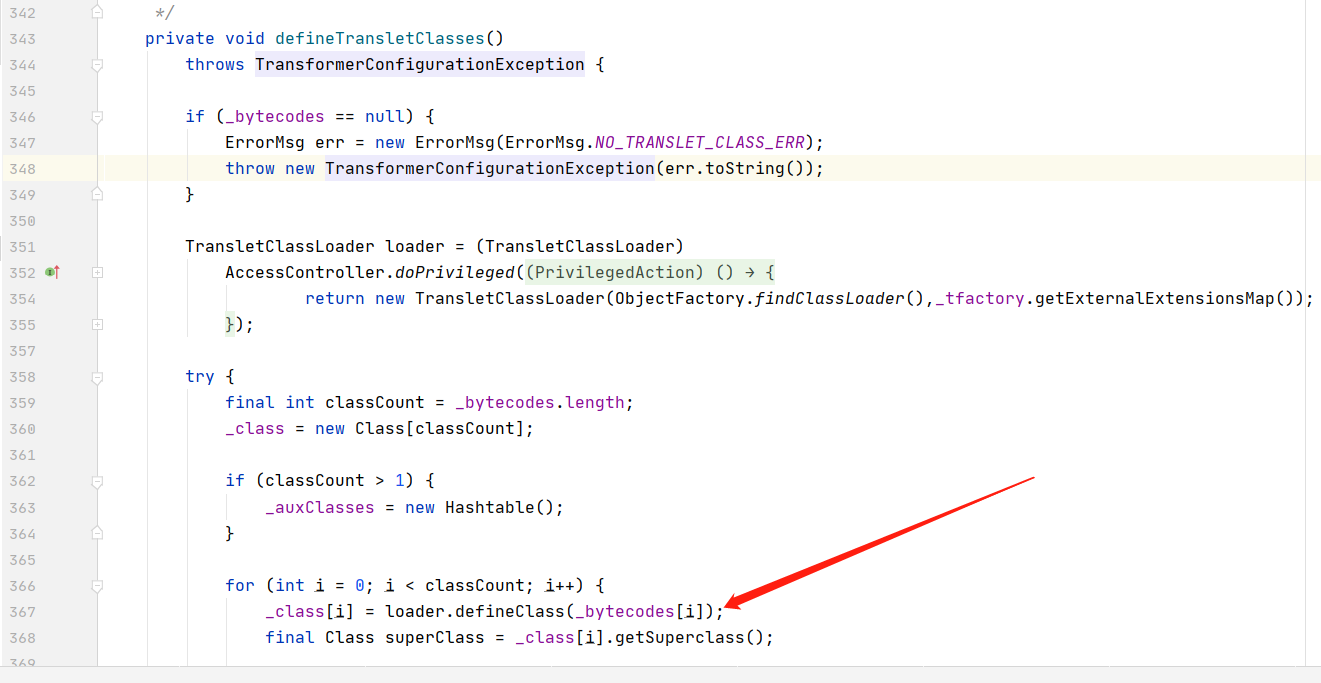 342 */
343 private void defineTransletClasses()
344 throws TransformerConfigurationException {
345
346 if (_bytecodes == null) {
347 ErrorMsg err = new ErrorMsg(ErrorMsg.NO_TRANSLET_CLASS_ERR);
348 throw new TransformerConfigurationException(err.toString());
349 }
350
351 TransletClassLoader loader = (TransletClassLoader)
352 AccessController.doPrivileged((PrivilegedAction) () → {
354 return new TransletClassLoader(ObjectFactory.findClassLoader(),_tfactory.getExternalExtensionsMap());
355 });
357
358 try {
359 final int classCount = _bytecodes.length;
360 _class = new Class[classCount];
361
362 if (classCount > 1) {
363 _auxClasses = new Hashtable();
364 }
365
366 for (int i = 0; i < classCount; i++) {
367 _class[i] = loader.defineClass(_bytecodes[i]);
368 final Class superClass = _class[i].getSuperclass();
369